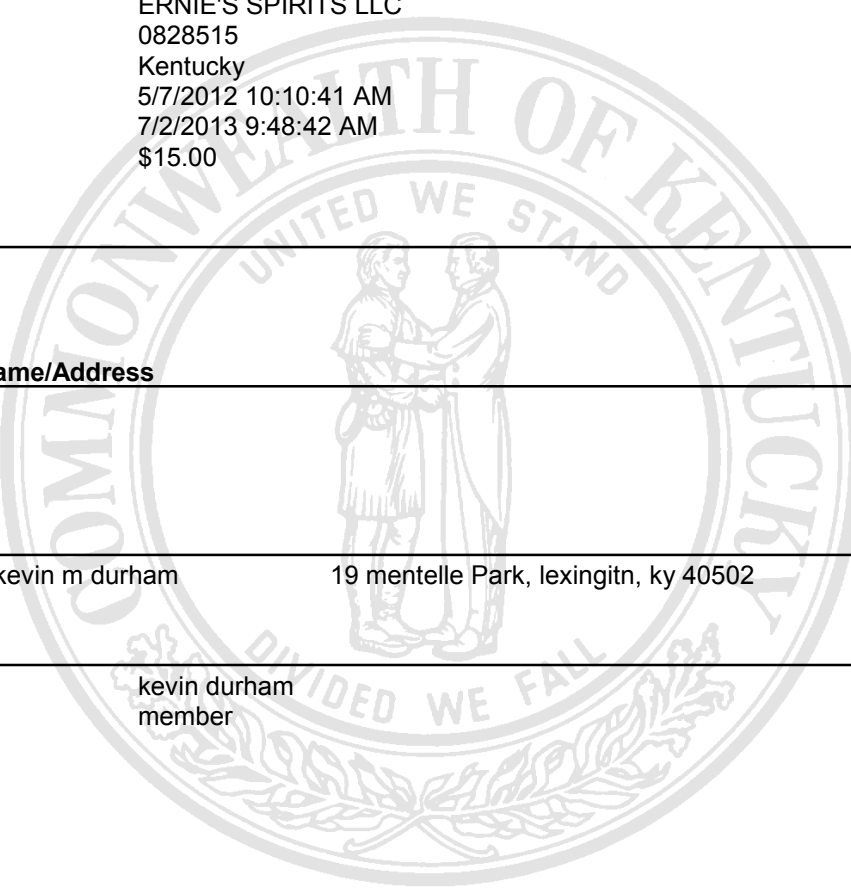 ERNIE'S SPIRITS LLC
0828515
Kentucky
5/7/2012 10:10:41 AM
7/2/2013 9:48:42 AM
$15.00
COMMONWEALTH OF KENTUCKY
UNITED WE STAND
ame/Address
kevin m durham 19 mentelle Park, lexingitn, ky 40502
DIVIDED WE FALL
kevin durham
member